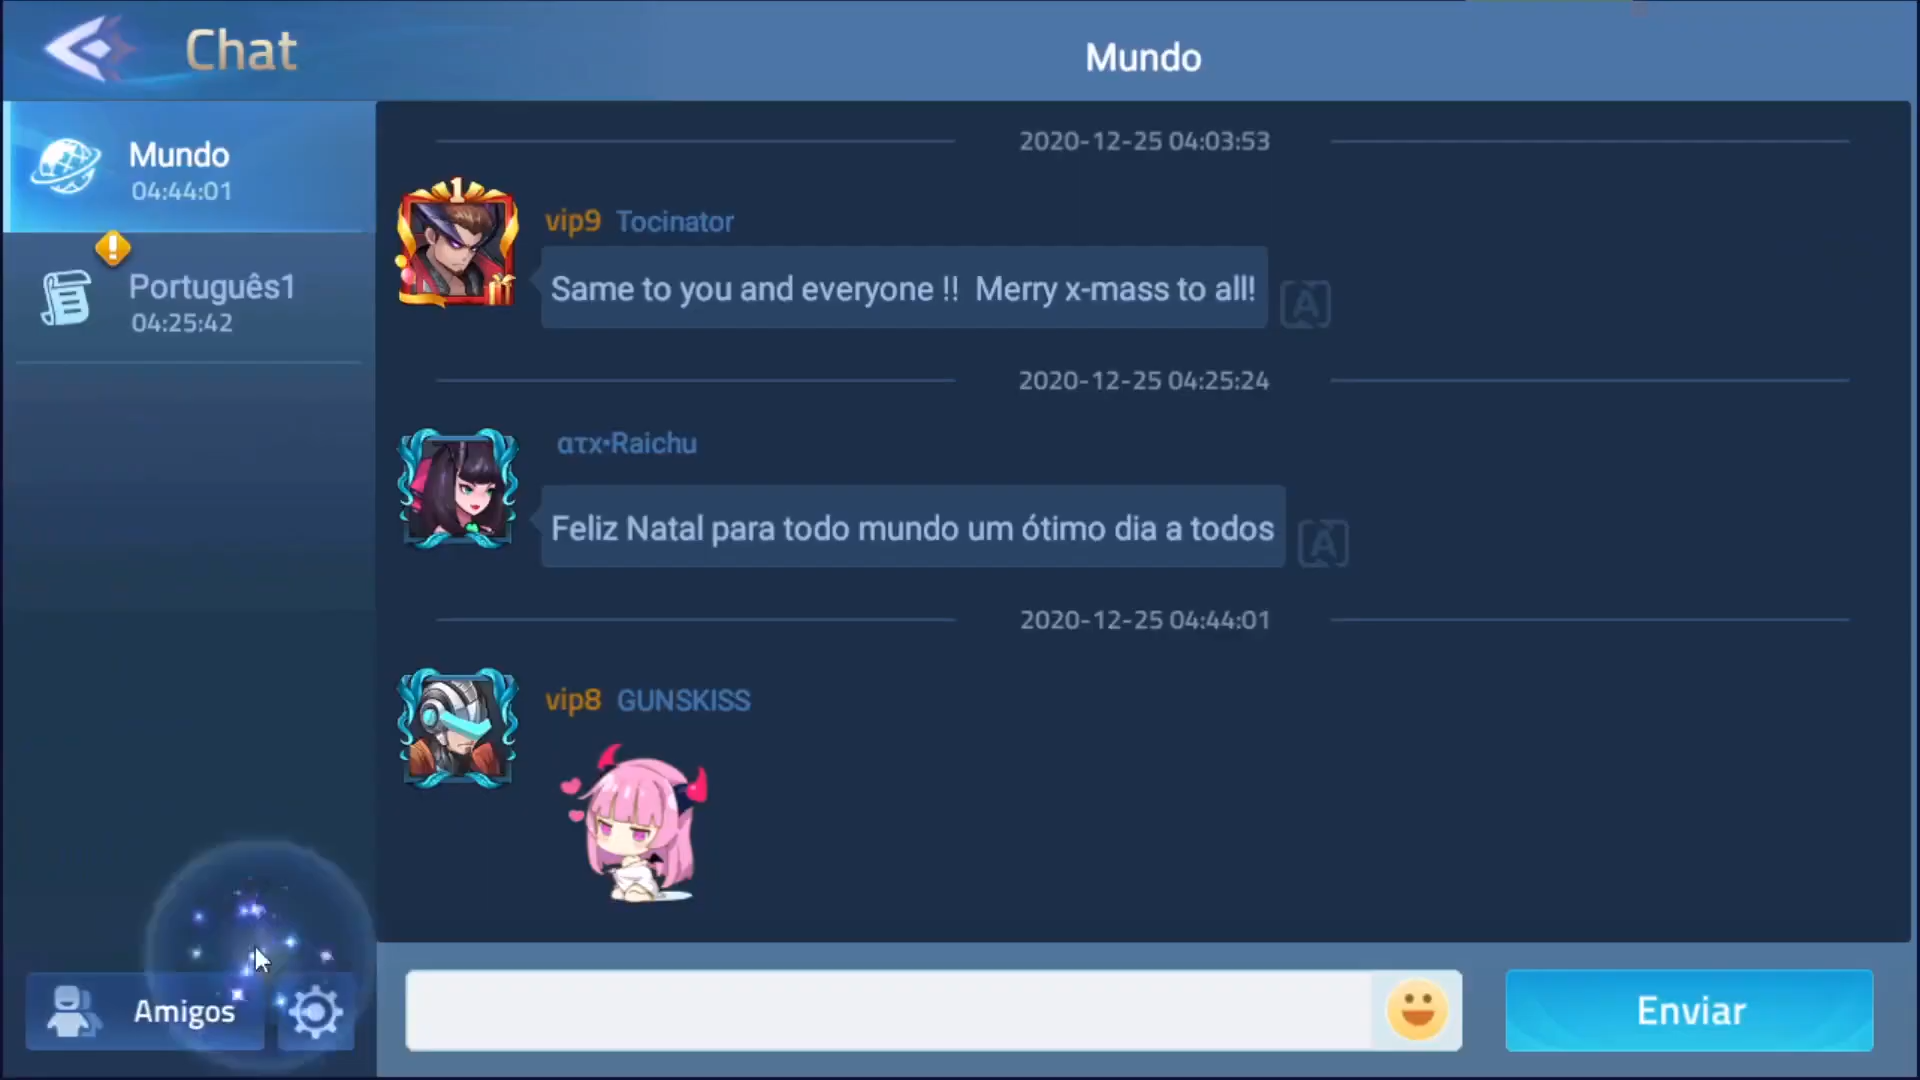 Chat
Mundo
Mundo
04:44:01
Português1
04:25:42
2020-12-25 04:03:53
1
vip9 Tocinator
Same to you and everyone !! Merry x-mass to all!
A
2020-12-25 04:25:24
ατx•Raichu
Feliz Natal para todo mundo um ótimo dia a todos
A
2020-12-25 04:44:01
vip8 GUNSKISS
Amigos
Enviar